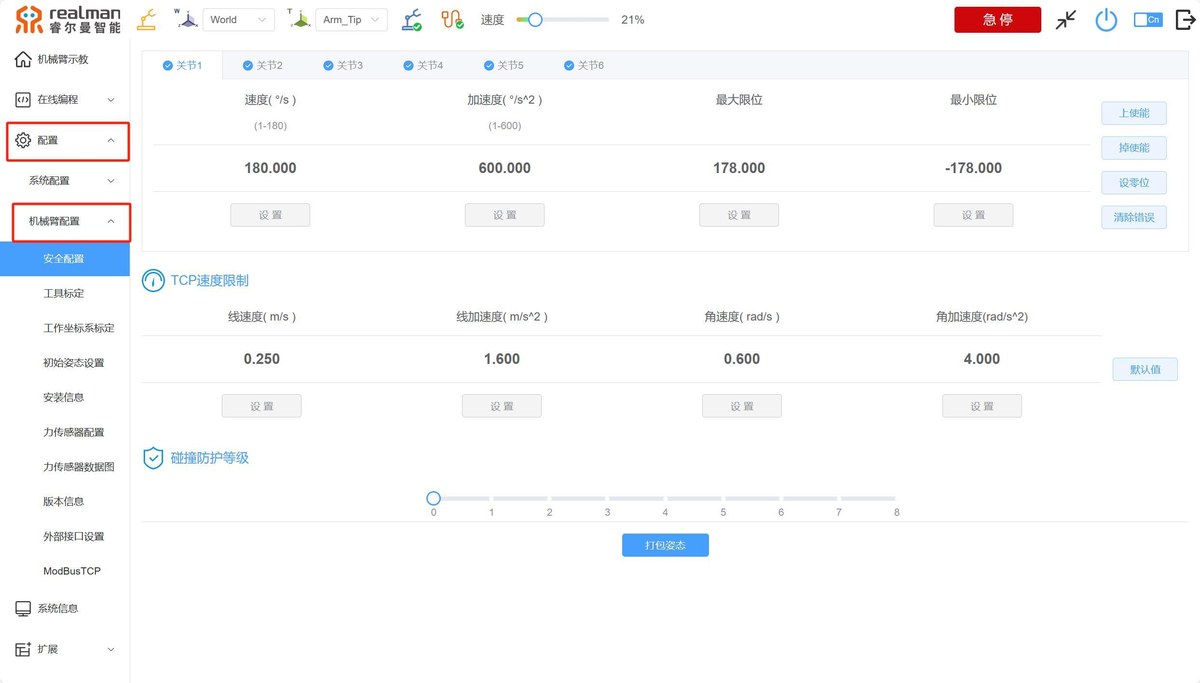 realman
睿尔曼智能
W
World
T
Arm_Tip
速度
21%
急停
Cn
机械臂示教
在线编程
配置
系统配置
机械臂配置
安全配置
工具标定
工作坐标系标定
初始姿态设置
安装信息
力传感器配置
力传感器数据图
版本信息
外部接口设置
ModBusTCP
系统信息
扩展
关节1 关节2 关节3 关节4 关节5 关节6
速度( °/s ) 加速度( °/s^2 ) 最大限位 最小限位
(1-180) (1-600)
180.000 600.000 178.000 -178.000
设 置 设 置 设 置 设 置
上使能
掉使能
设零位
清除错误
TCP速度限制
线速度( m/s ) 线加速度( m/s^2 ) 角速度( rad/s ) 角加速度(rad/s^2)
0.250 1.600 0.600 4.000
默认值
设 置 设 置 设 置 设 置
碰撞防护等级
0 1 2 3 4 5 6 7 8
打包姿态